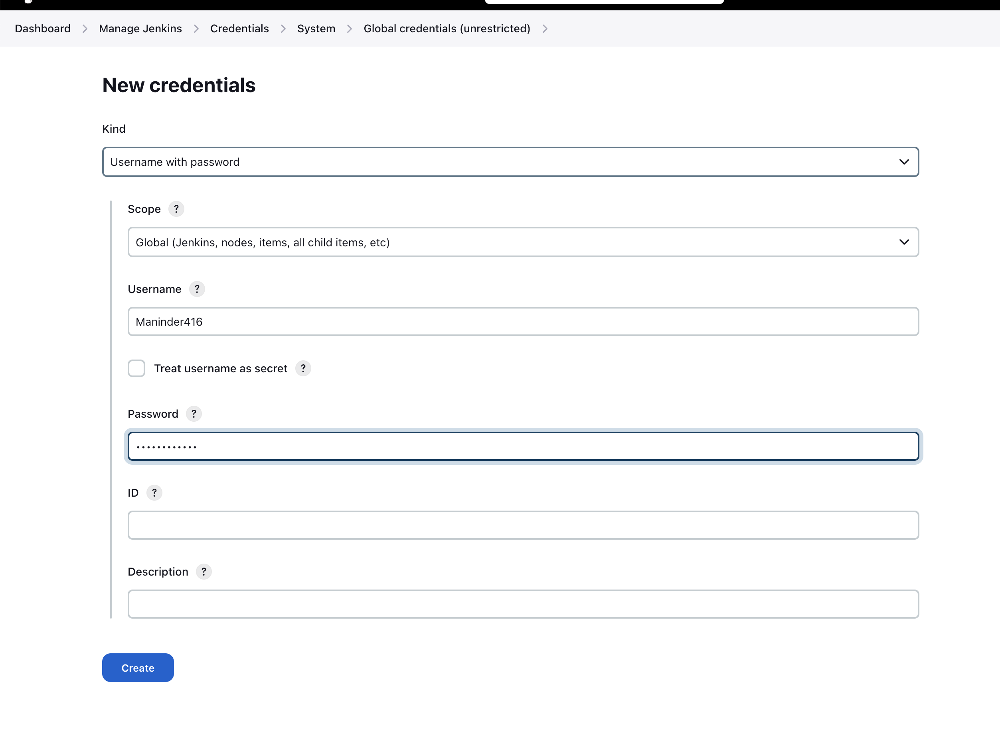 Dashboard > Manage Jenkins > Credentials > System > Global credentials (unrestricted) >
New credentials
Kind
Username with password
Scope ?
Global (Jenkins, nodes, items, all child items, etc)
Username ?
Maninder416
Treat username as secret ?
Password ?
............
ID ?
Description ?
Create